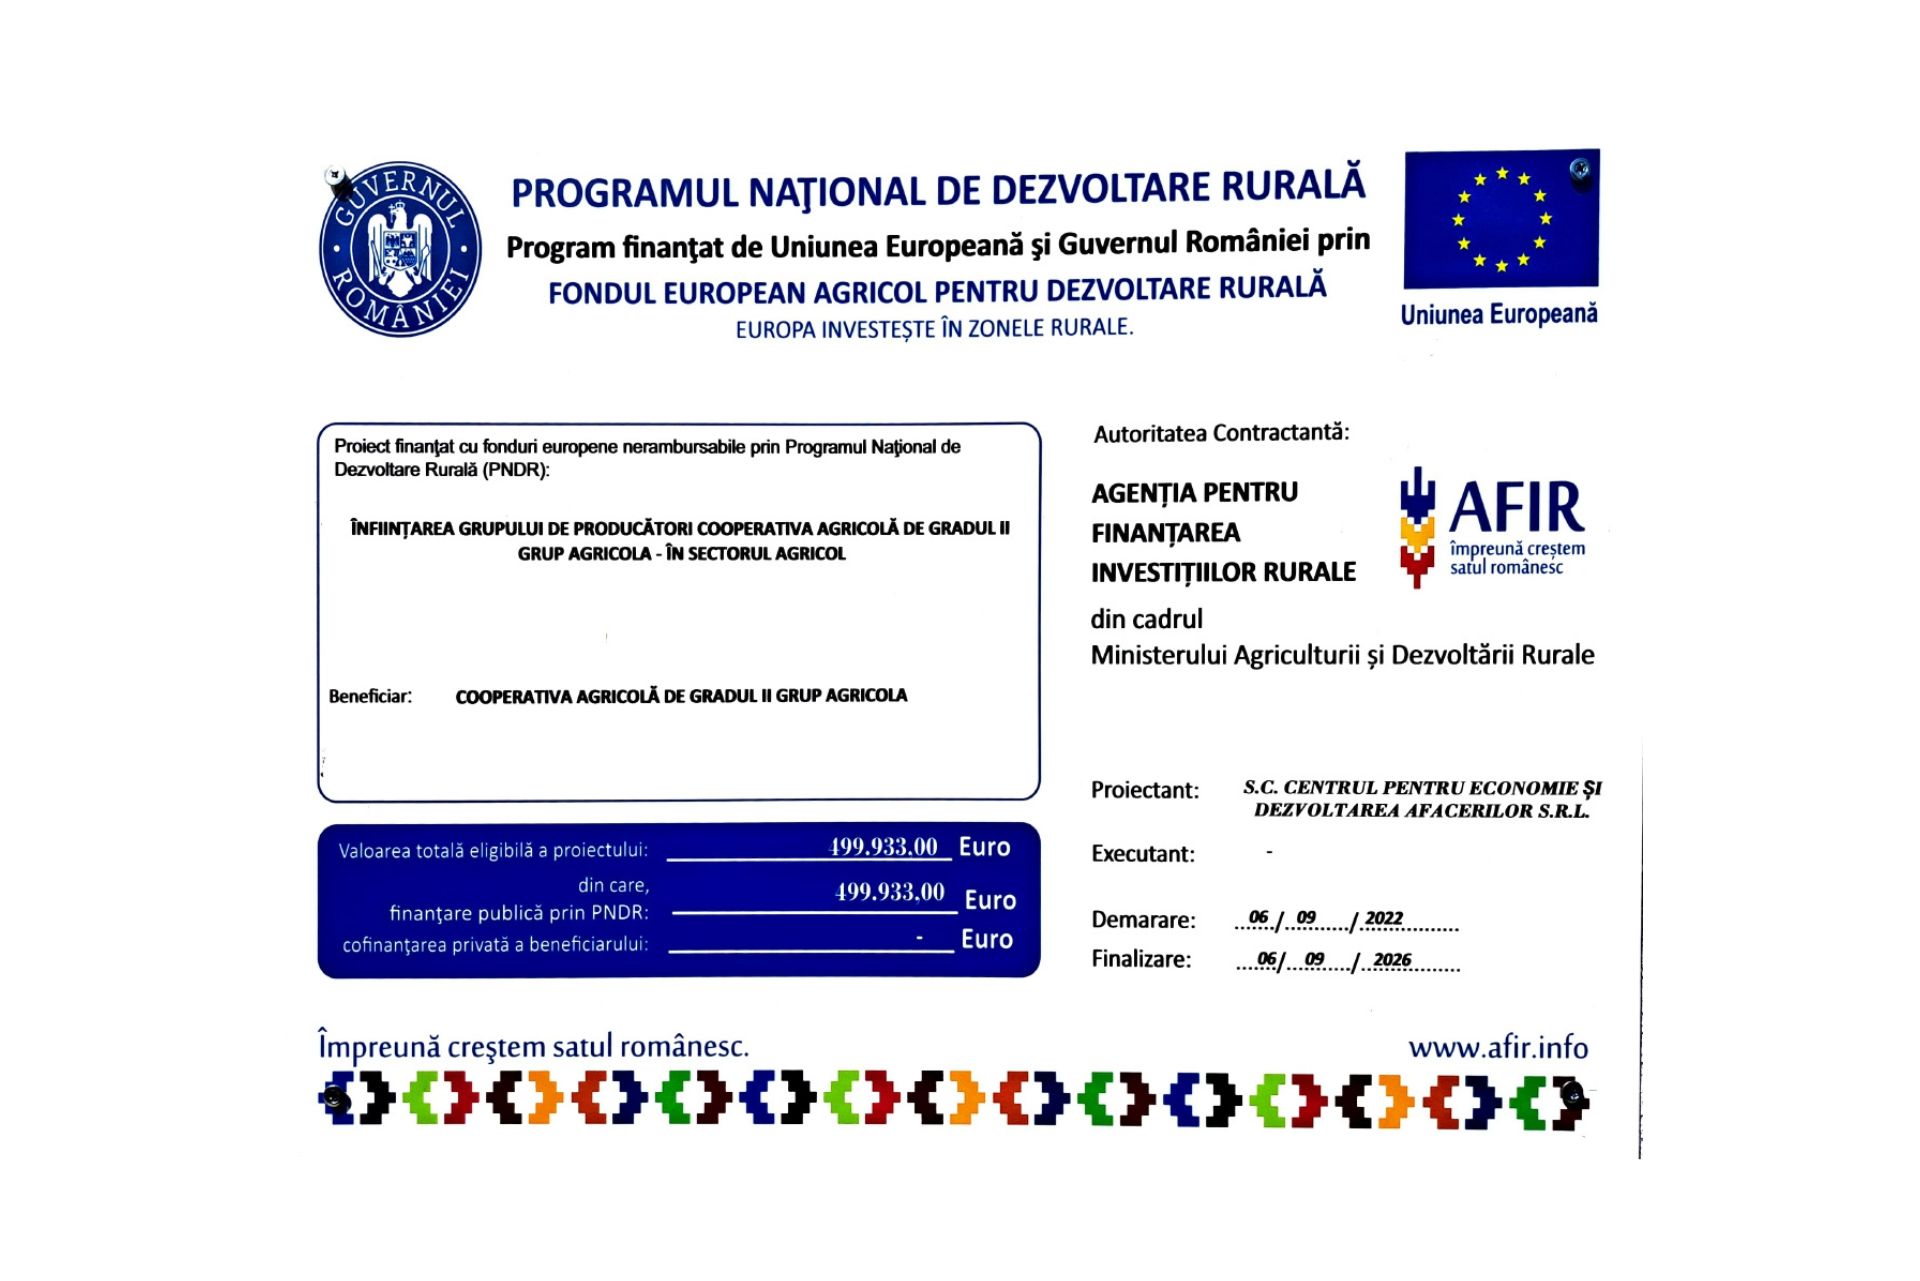 GUVERNUL ROMÂNIEI
PROGRAMUL NAŢIONAL DE DEZVOLTARE RURALĂ
Program finanţat de Uniunea Europeană şi Guvernul României prin
FONDUL EUROPEAN AGRICOL PENTRU DEZVOLTARE RURALĂ
EUROPA INVESTEȘTE ÎN ZONELE RURALE.
Uniunea Europeană
Proiect finanţat cu fonduri europene nerambursabile prin Programul Naţional de
Dezvoltare Rurală (PNDR):
ÎNFIINȚAREA GRUPULUI DE PRODUCĂTORI COOPERATIVA AGRICOLĂ DE GRADUL II
GRUP AGRICOLA - ÎN SECTORUL AGRICOL
Beneficiar: COOPERATIVA AGRICOLĂ DE GRADUL II GRUP AGRICOLA
Valoarea totală eligibilă a proiectului: 499.933,00 Euro
din care,
finanţare publică prin PNDR: 499.933,00 Euro
cofinanţarea privată a beneficiarului: - Euro
Autoritatea Contractantă:
AGENȚIA PENTRU
FINANȚAREA
INVESTIȚIILOR RURALE
din cadrul
Ministerului Agriculturii și Dezvoltării Rurale
AFIR
împreună creștem
satul românesc
Proiectant: S.C. CENTRUL PENTRU ECONOMIE ȘI
DEZVOLTAREA AFACERILOR S.R.L.
Executant: -
Demarare: 06 / 09 / 2022
Finalizare: 06 / 09 / 2026
Împreună creştem satul românesc.
www.afir.info